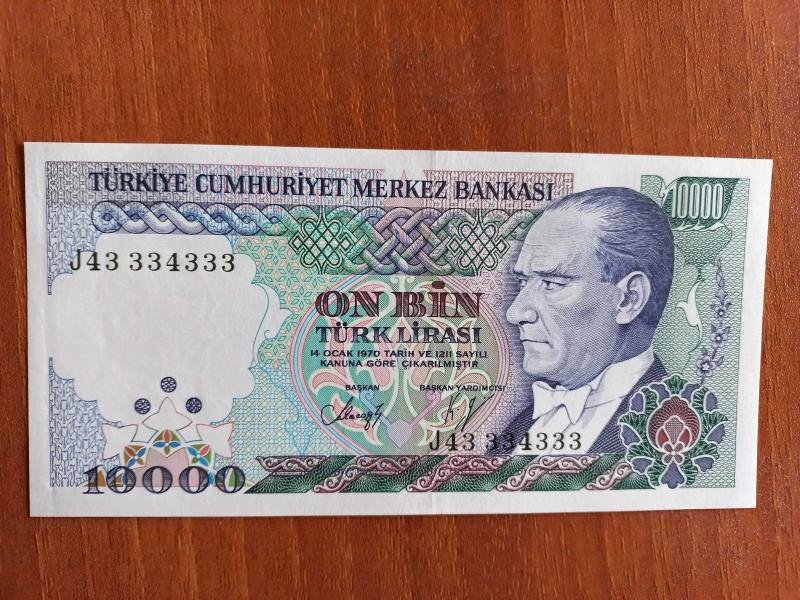 TÜRKİYE CUMHURİYET MERKEZ BANKASI
10000
J43 334333
ON BİN
TÜRK LİRASI
14 OCAK 1970 TARİH VE 1211 SAYILI
KANUNA GÖRE ÇIKARILMIŞTIR
BAŞKAN BAŞKAN YARDIMCISI
J43 334333
10000